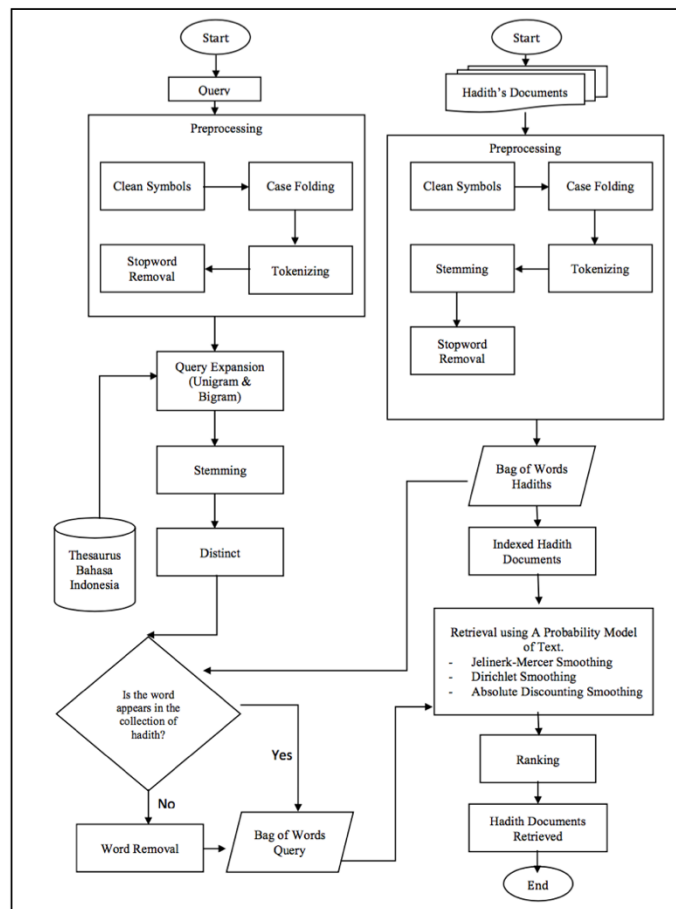 Start
Query
Preprocessing
Clean Symbols
Case Folding
Stopword
Removal
Tokenizing
Query Expansion
(Unigram &
Bigram)
Stemming
Thesaurus
Bahasa
Indonesia
Distinct
Is the word
appears in the
collection of
hadith?
Yes
No
Word Removal
Bag of Words
Query
Start
Hadith's Documents
Preprocessing
Clean Symbols
Case Folding
Stemming
Tokenizing
Stopword
Removal
Bag of Words
Hadiths
Indexed Hadith
Documents
Retrieval using A Probability Model
of Text.
- Jelinerk-Mercer Smoothing
- Dirichlet Smoothing
- Absolute Discounting Smoothing
Ranking
Hadith Documents
Retrieved
End